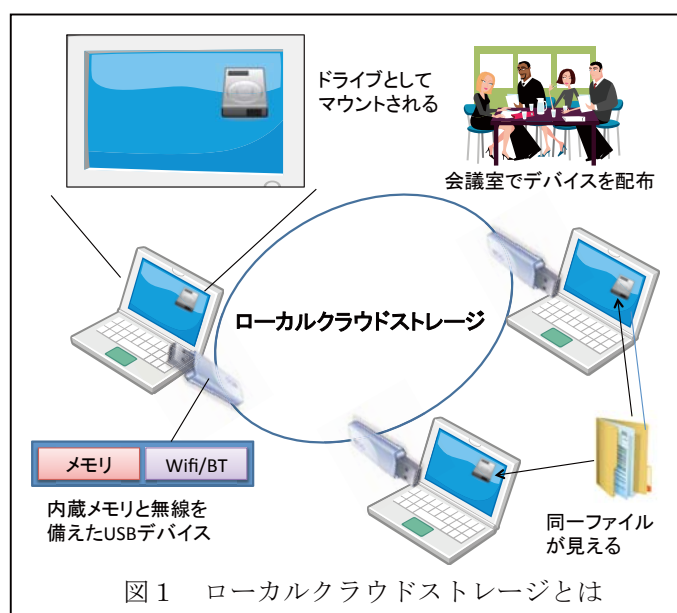 ドライブとして
マウントされる
会議室でデバイスを配布
ローカルクラウドストレージ
メモリ
Wifi/BT
内蔵メモリと無線を
備えたUSBデバイス
同一ファイル
が見える
図1 ローカルクラウドストレージとは